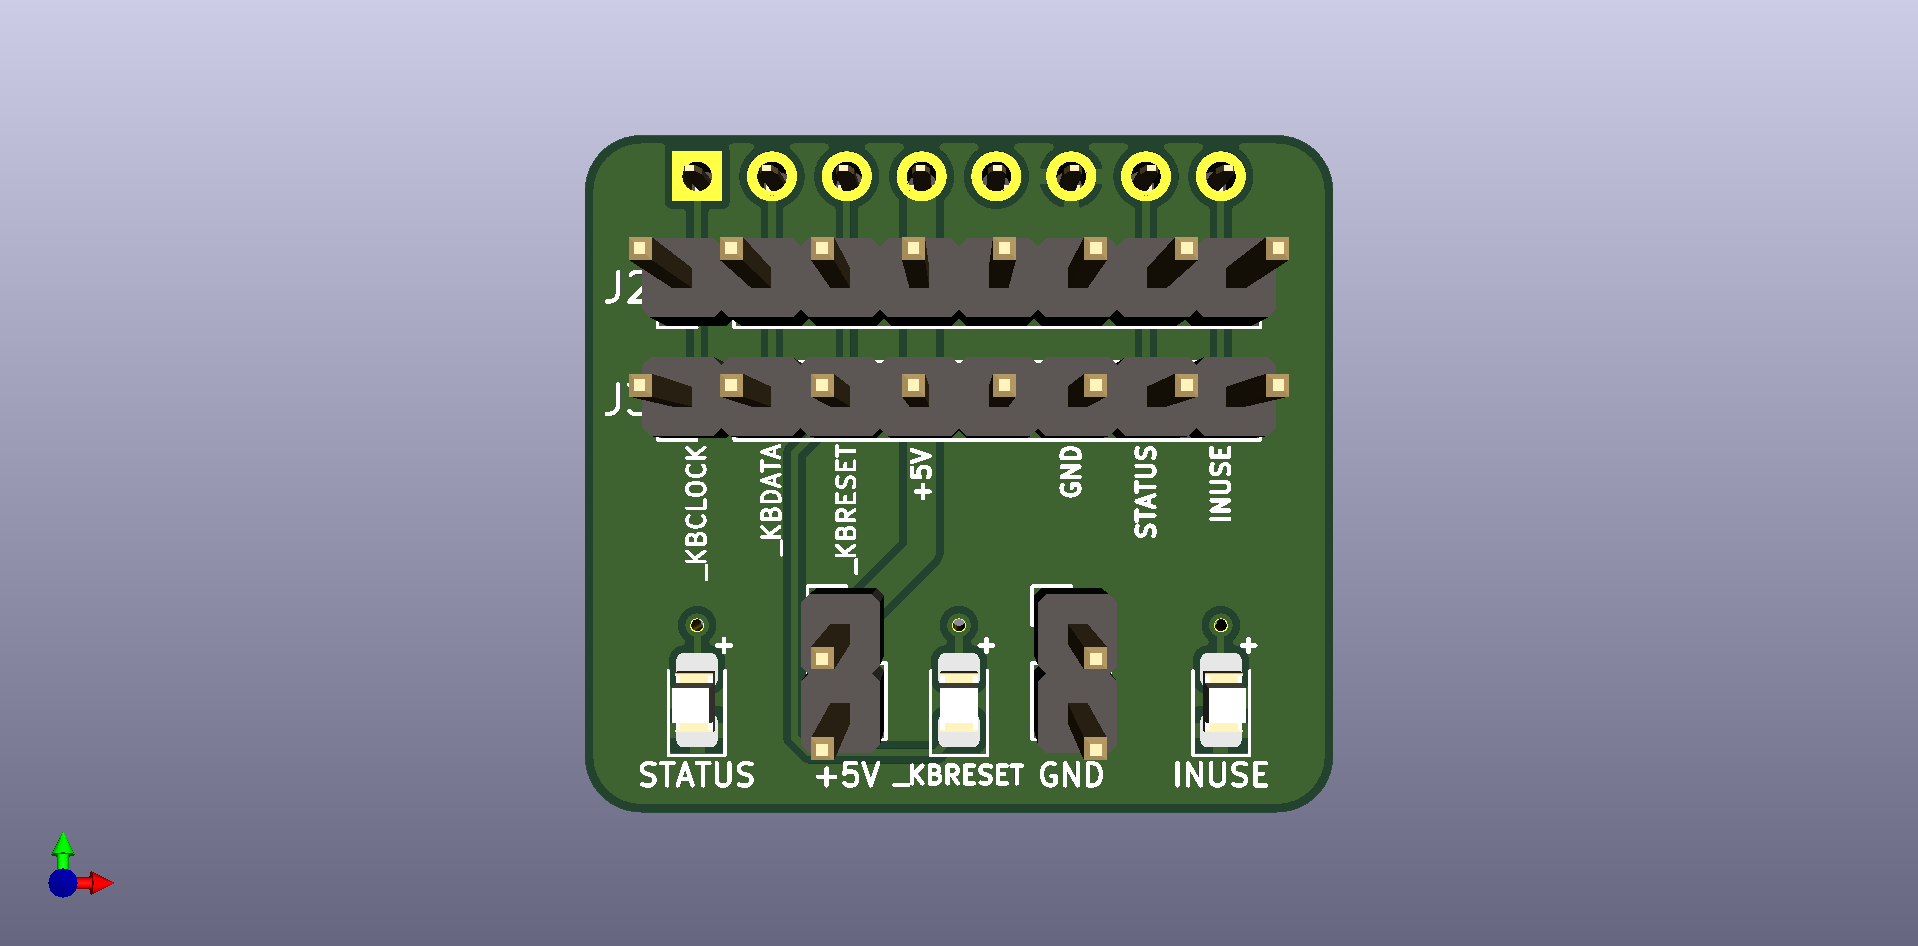 J2
J3
_KBCLOCK
_KBDATA
_KBRESET
+5V
GND
STATUS
INUSE
+
+
+
STATUS
+5V
_KBRESET
GND
INUSE